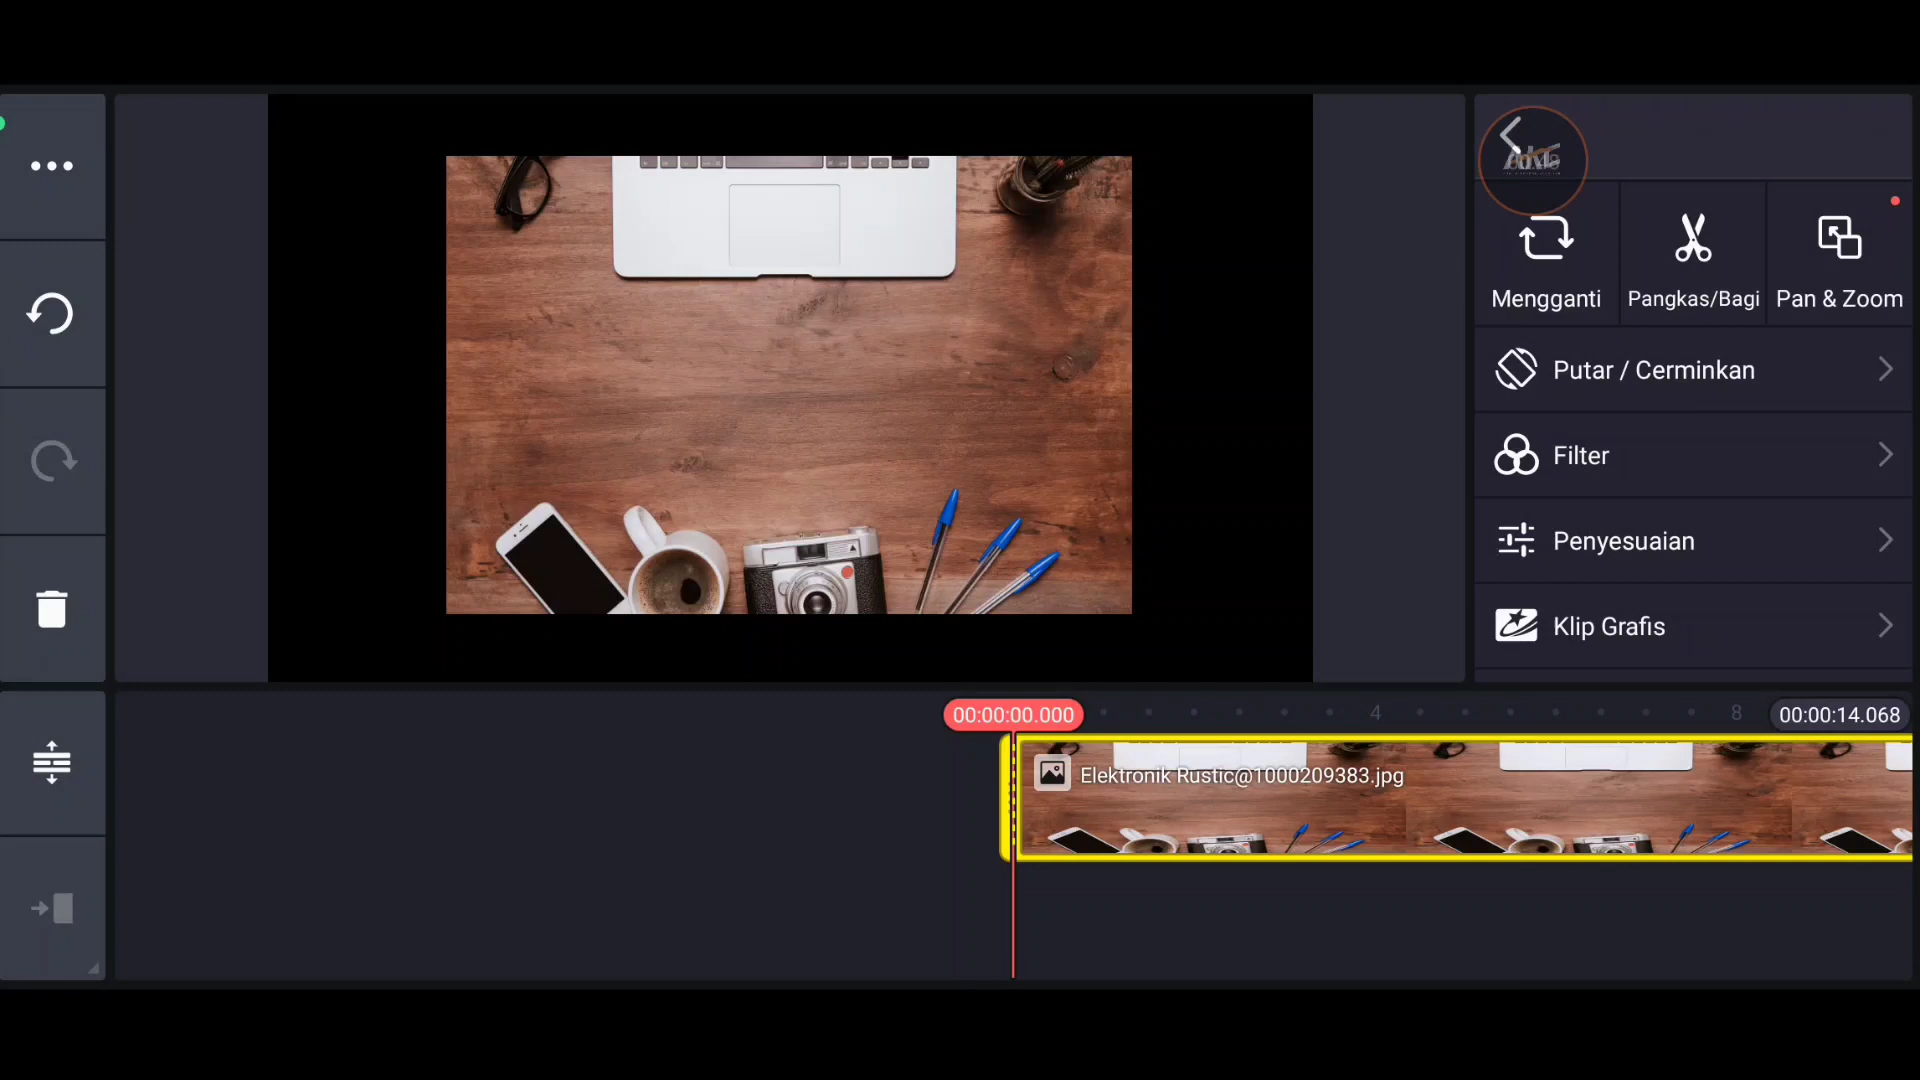 Mengganti
Pangkas/Bagi
Pan & Zoom
Putar / Cerminkan
Filter
Penyesuaian
Klip Grafis
00:00:00.000
4
8
00:00:14.068
Elektronik Rustic@1000209383.jpg